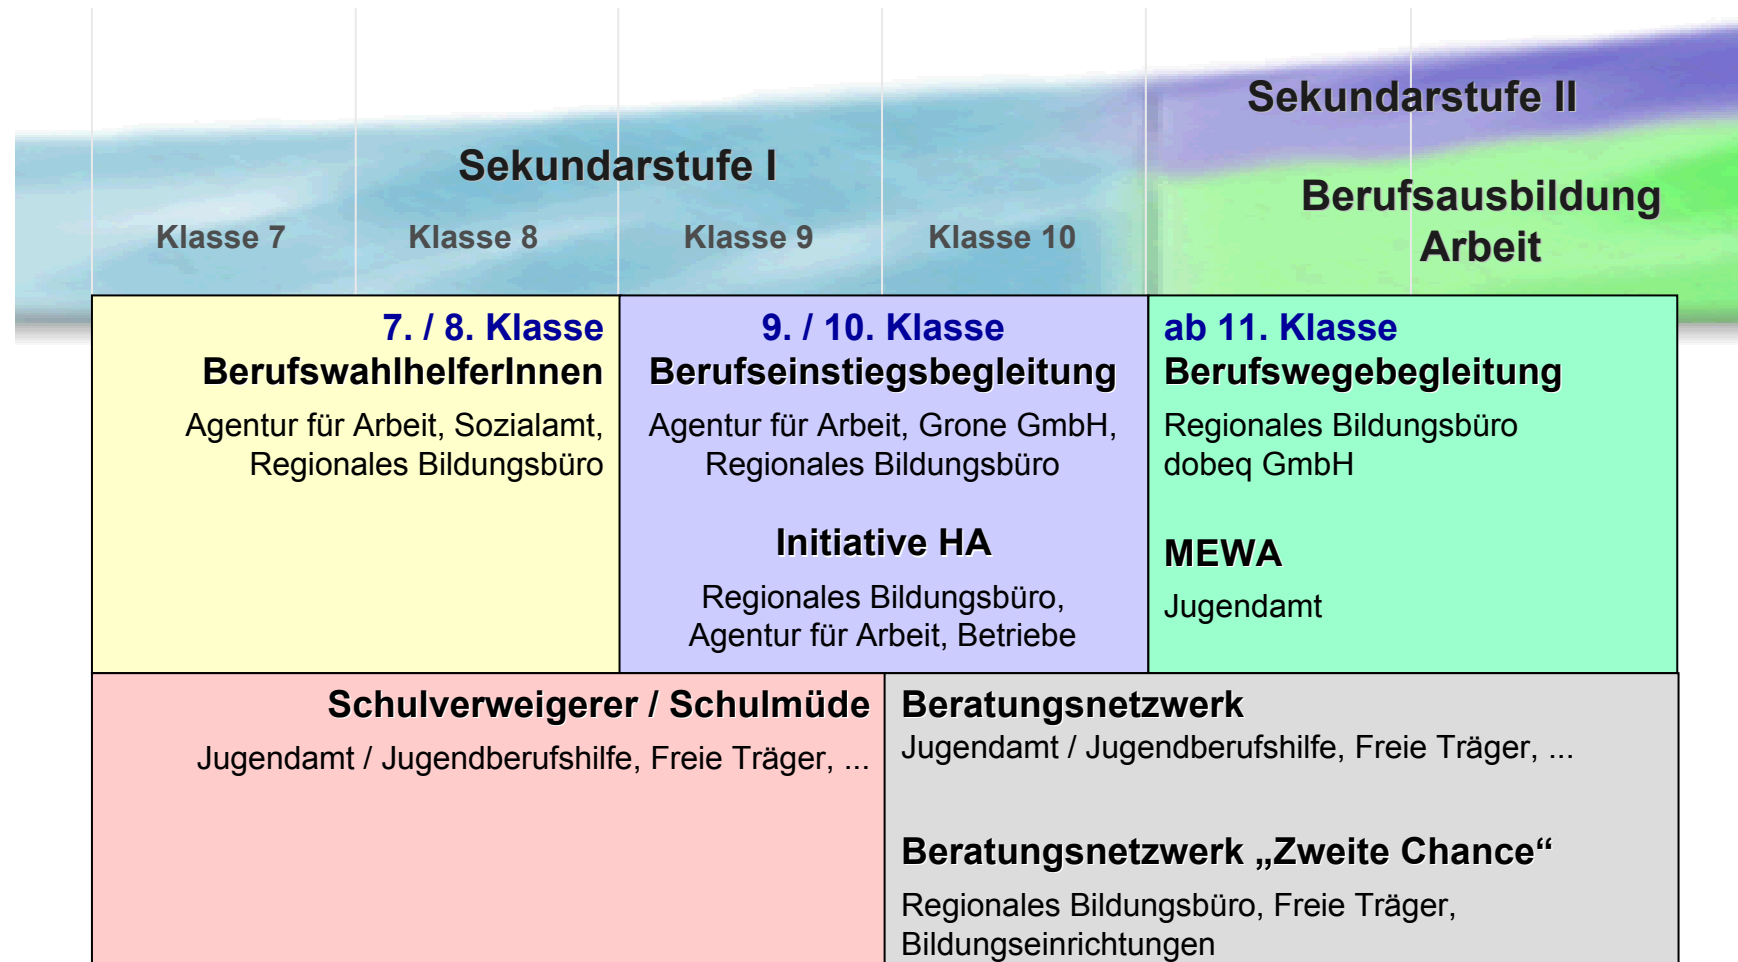 Sekundarstufe II
Sekundarstufe I
Berufsausbildung
Arbeit
Klasse 7
Klasse 8
Klasse 9
Klasse 10
7. / 8. Klasse
BerufswahlhelferInnen
Agentur für Arbeit, Sozialamt,
Regionales Bildungsbüro
9. / 10. Klasse
Berufseinstiegsbegleitung
Agentur für Arbeit, Grone GmbH,
Regionales Bildungsbüro
Initiative HA
Regionales Bildungsbüro,
Agentur für Arbeit, Betriebe
ab 11. Klasse
Berufswegebegleitung
Regionales Bildungsbüro
dobeq GmbH
MEWA
Jugendamt
Schulverweigerer / Schulmüde
Jugendamt / Jugendberufshilfe, Freie Träger, ...
Beratungsnetzwerk
Jugendamt / Jugendberufshilfe, Freie Träger, ...
Beratungsnetzwerk „Zweite Chance“
Regionales Bildungsbüro, Freie Träger,
Bildungseinrichtungen